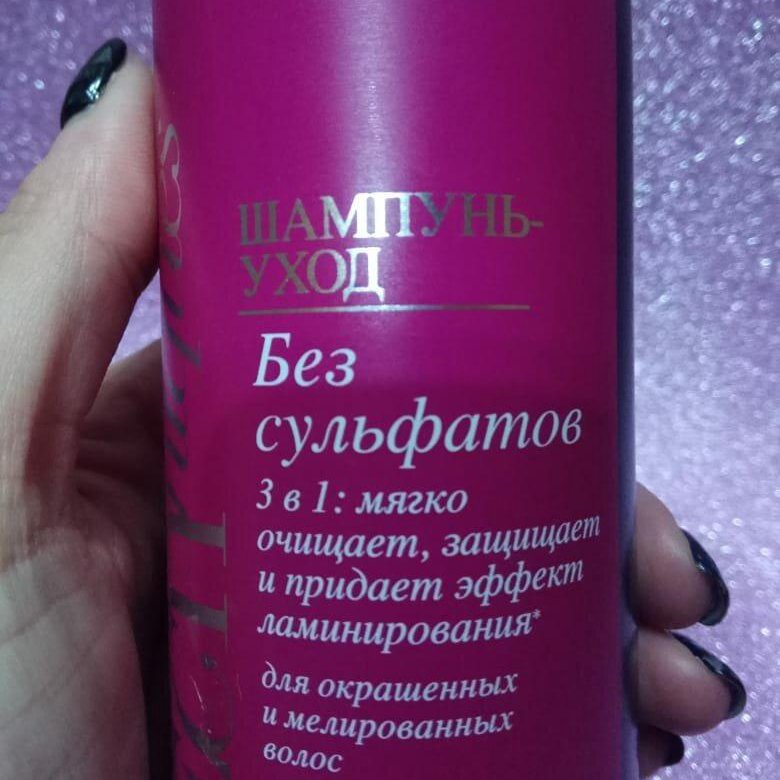 ШАМПУНЬ-
УХОД
Без
сульфатов
3 в 1: мягко
очищает, защищает
и придает эффект
ламинирования*
для окрашенных
и мелированных
волос